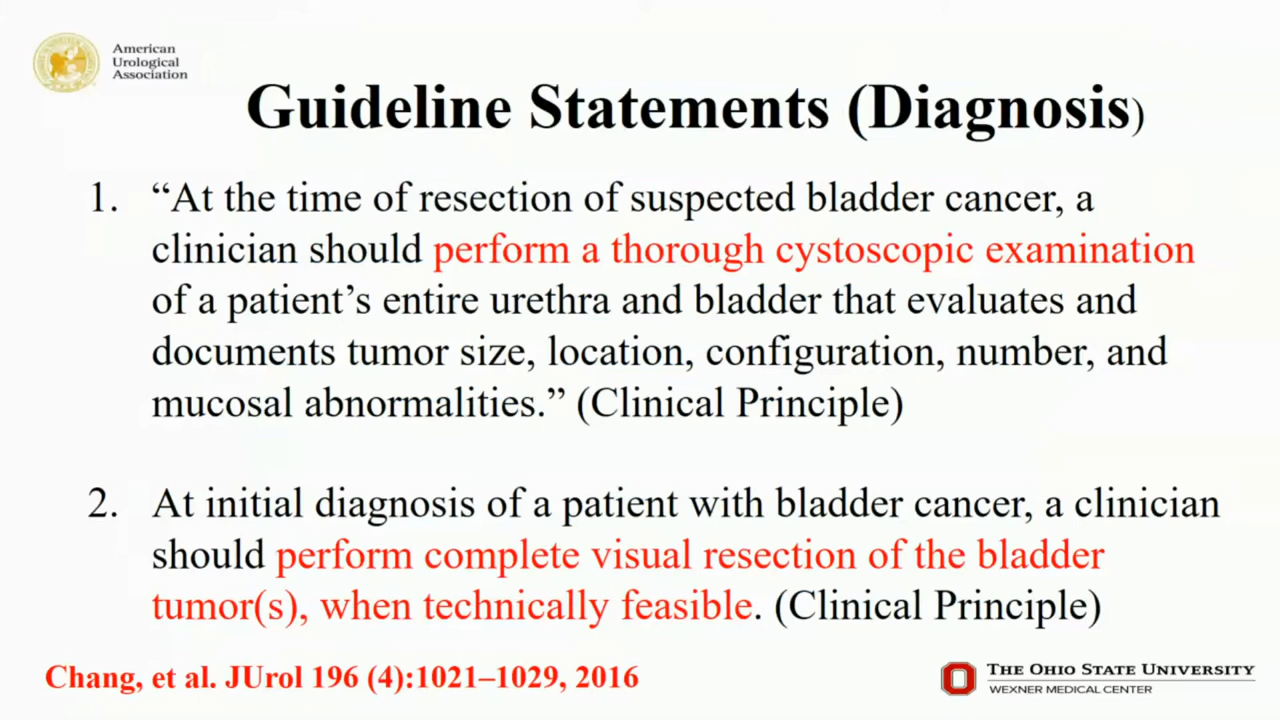 American
Urological
Association
Guideline Statements (Diagnosis)
1. “At the time of resection of suspected bladder cancer, a
clinician should perform a thorough cystoscopic examination
of a patient’s entire urethra and bladder that evaluates and
documents tumor size, location, configuration, number, and
mucosal abnormalities.” (Clinical Principle)
2. At initial diagnosis of a patient with bladder cancer, a clinician
should perform complete visual resection of the bladder
tumor(s), when technically feasible. (Clinical Principle)
Chang, et al. JUrol 196 (4):1021–1029, 2016
THE OHIO STATE UNIVERSITY
WEXNER MEDICAL CENTER